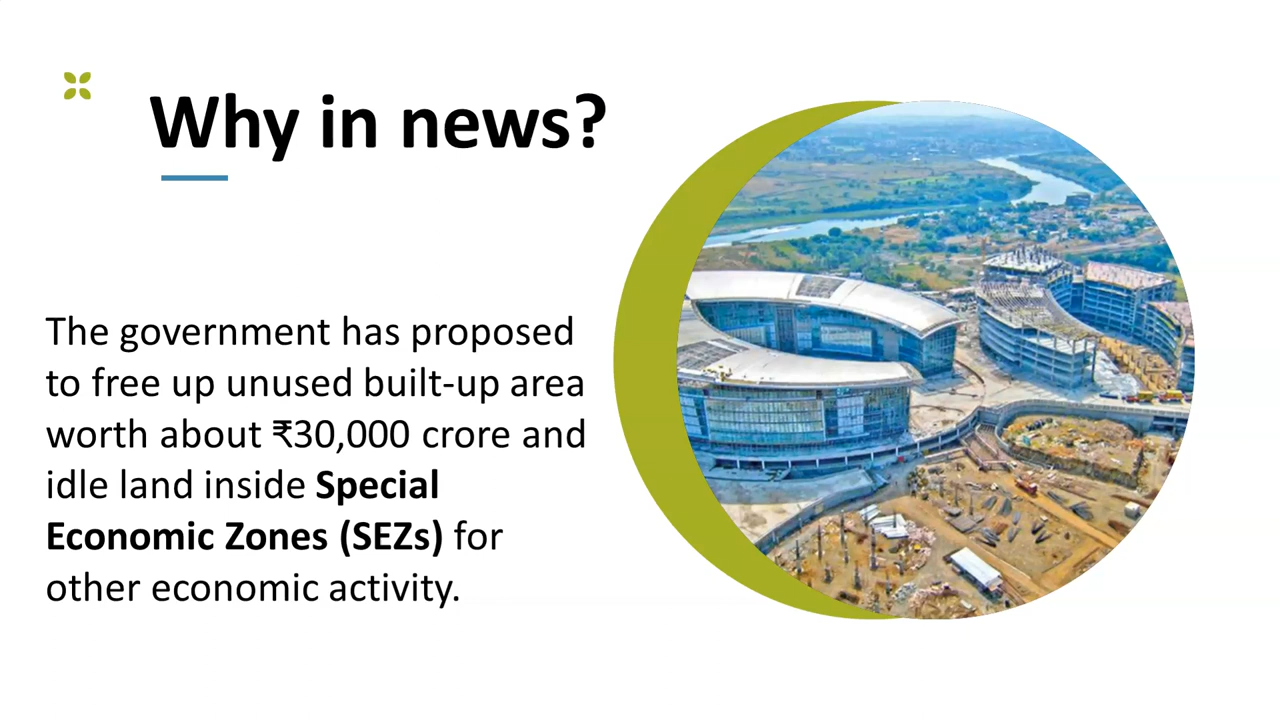 Why in news?
The government has proposed
to free up unused built-up area
worth about ₹30,000 crore and
idle land inside Special
Economic Zones (SEZs) for
other economic activity.